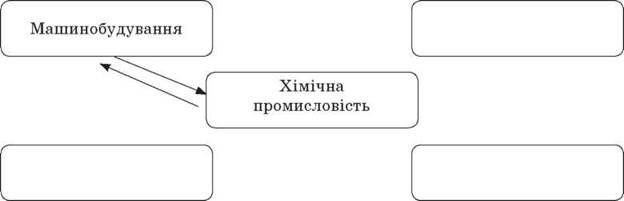 Машинобудування
Хімічна
промисловість